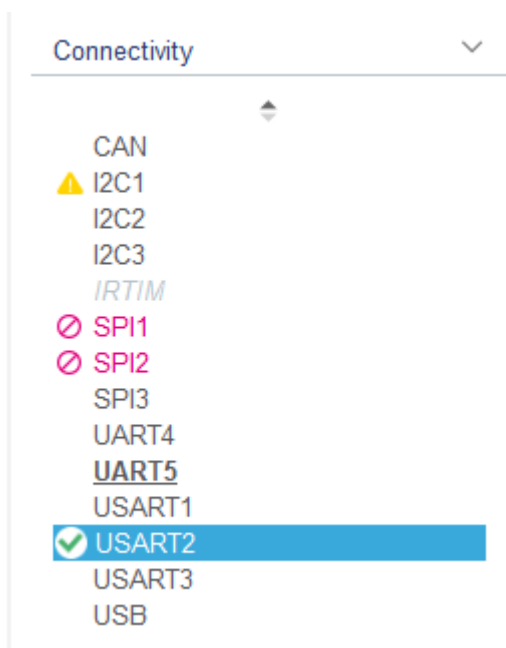 Connectivity
CAN
I2C1
I2C2
I2C3
IRTIM
SPI1
SPI2
SPI3
UART4
UART5
USART1
USART2
USART3
USB